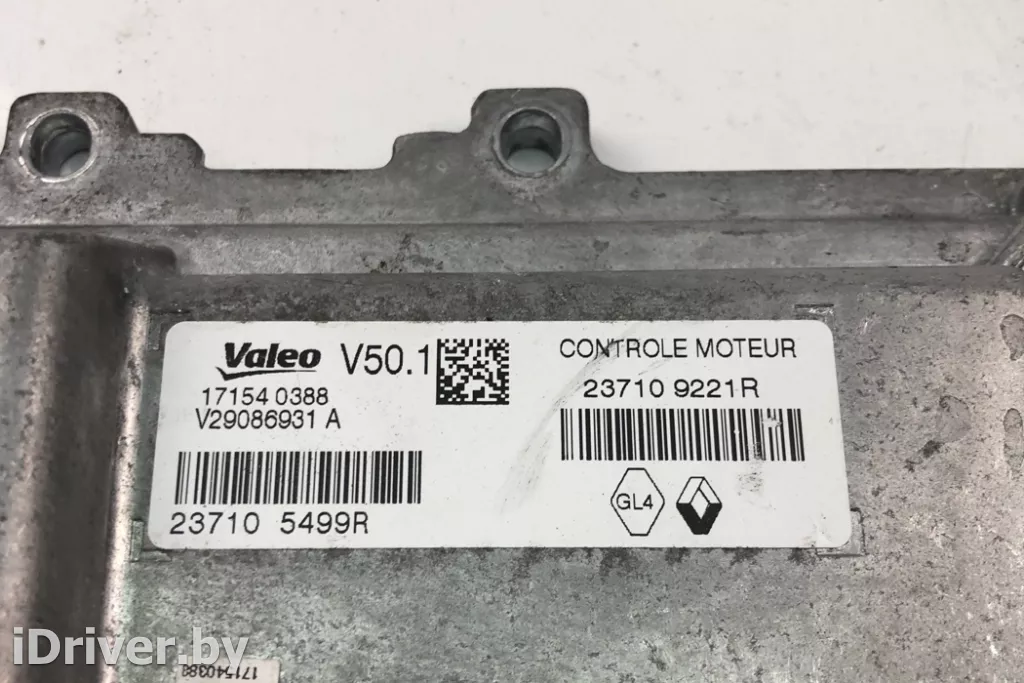 Valeo V50.1
17154 0388
V29086931 A
23710 5499R
CONTROLE MOTEUR
23710 9221R
GL4
171540388
iDriver.by